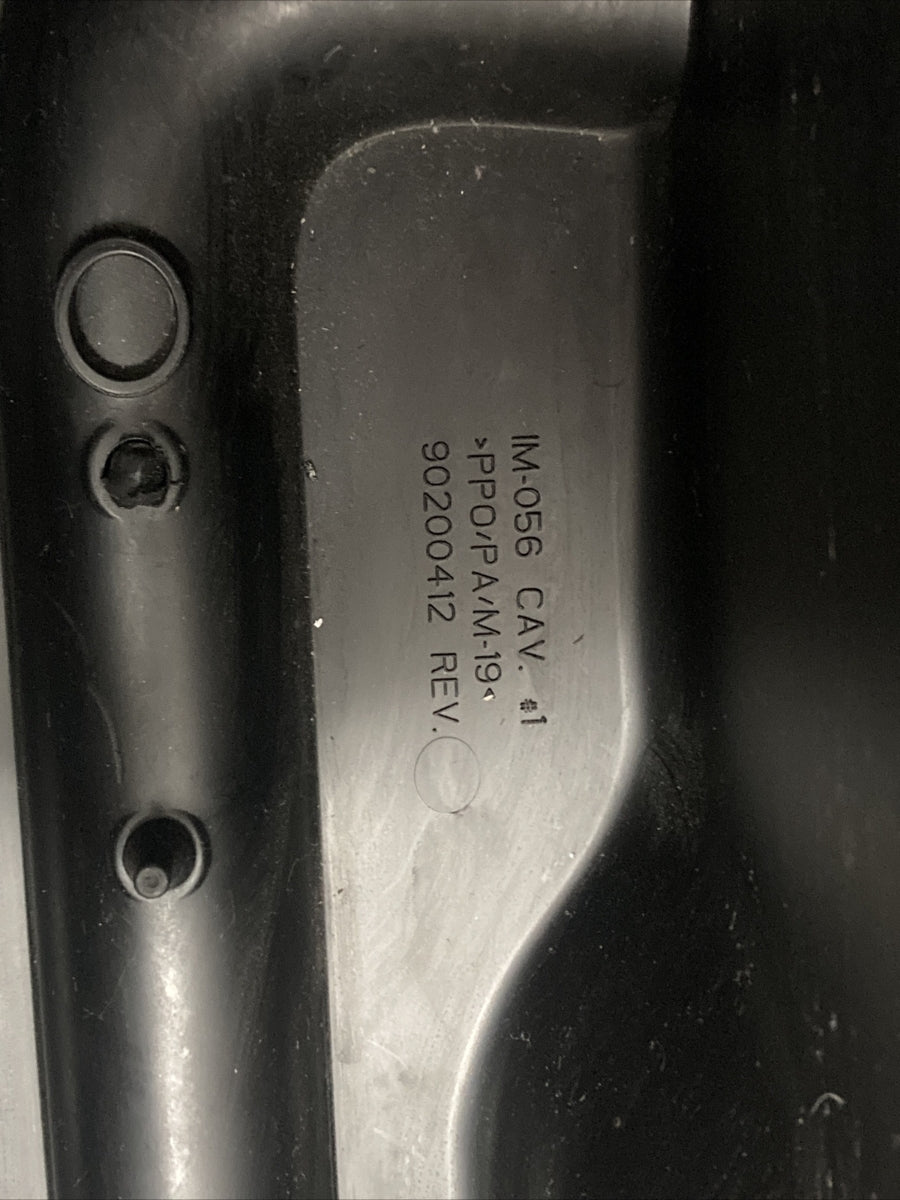 IM-056 CAV. #1
>PPO/PA/M-19<
90200412 REV.